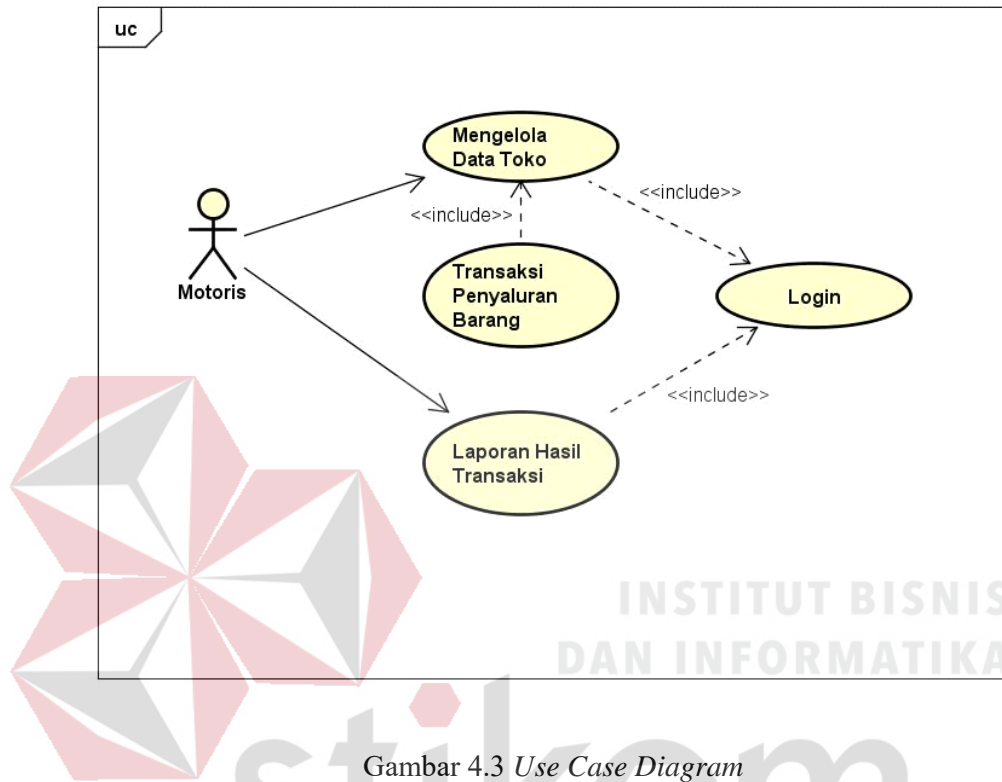 uc
Mengelola
Data Toko
<<include>>
<<include>>
Motoris
Transaksi
Penyaluran
Barang
Login
<<include>>
Laporan Hasil
Transaksi
INSTITUT BISNIS
DAN INFORMATIKA
stikom
Gambar 4.3 Use Case Diagram